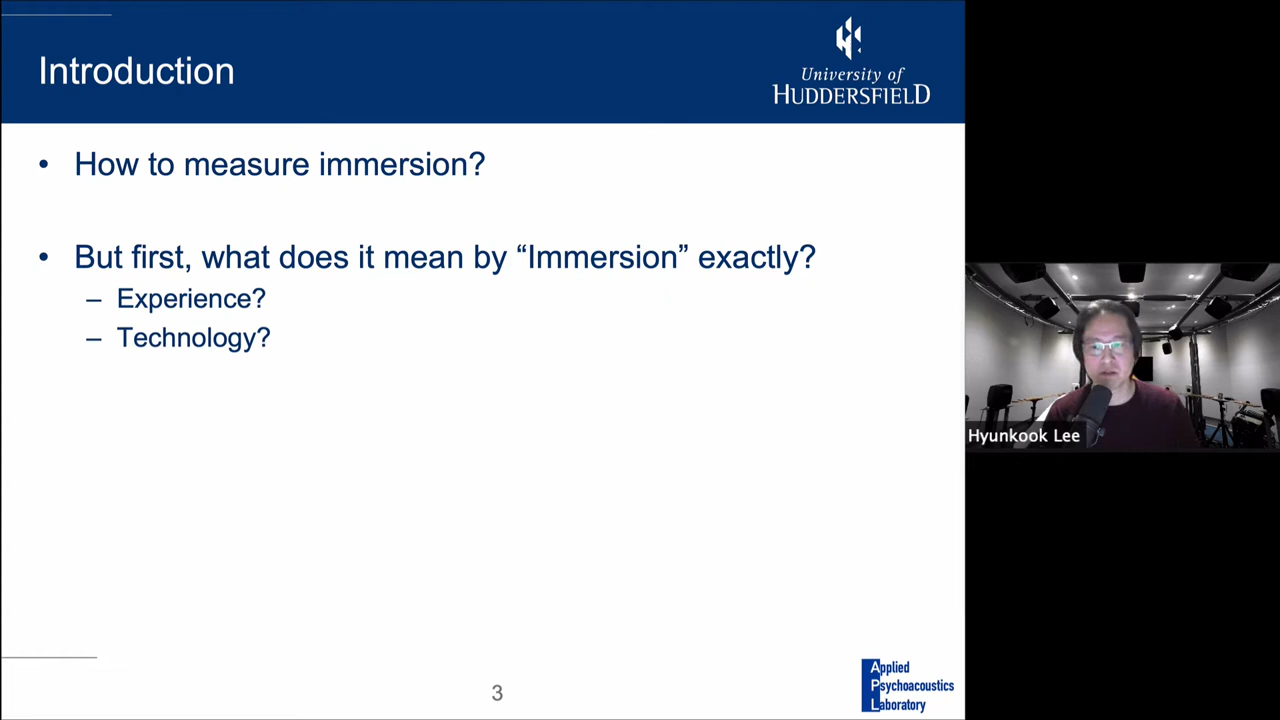 Introduction
University of
HUDDERSFIELD
• How to measure immersion?
• But first, what does it mean by “Immersion” exactly?
– Experience?
– Technology?
Hyunkook Lee
3
Applied
Psychoacoustics
Laboratory